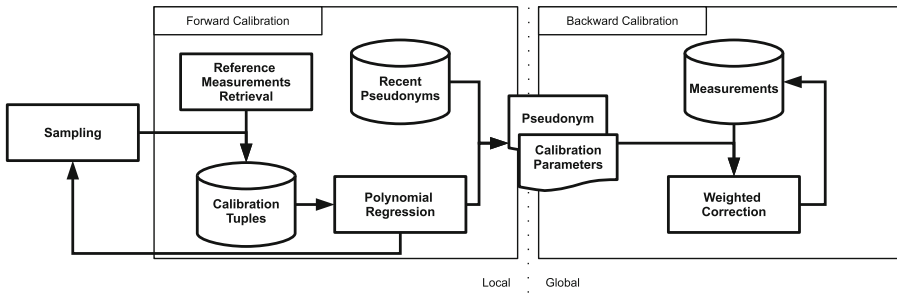 Forward Calibration
Backward Calibration
Reference
Measurements
Retrieval
Recent
Pseudonyms
Measurements
Sampling
Pseudonym
Calibration
Parameters
Calibration
Tuples
Polynomial
Regression
Weighted
Correction
Local
Global